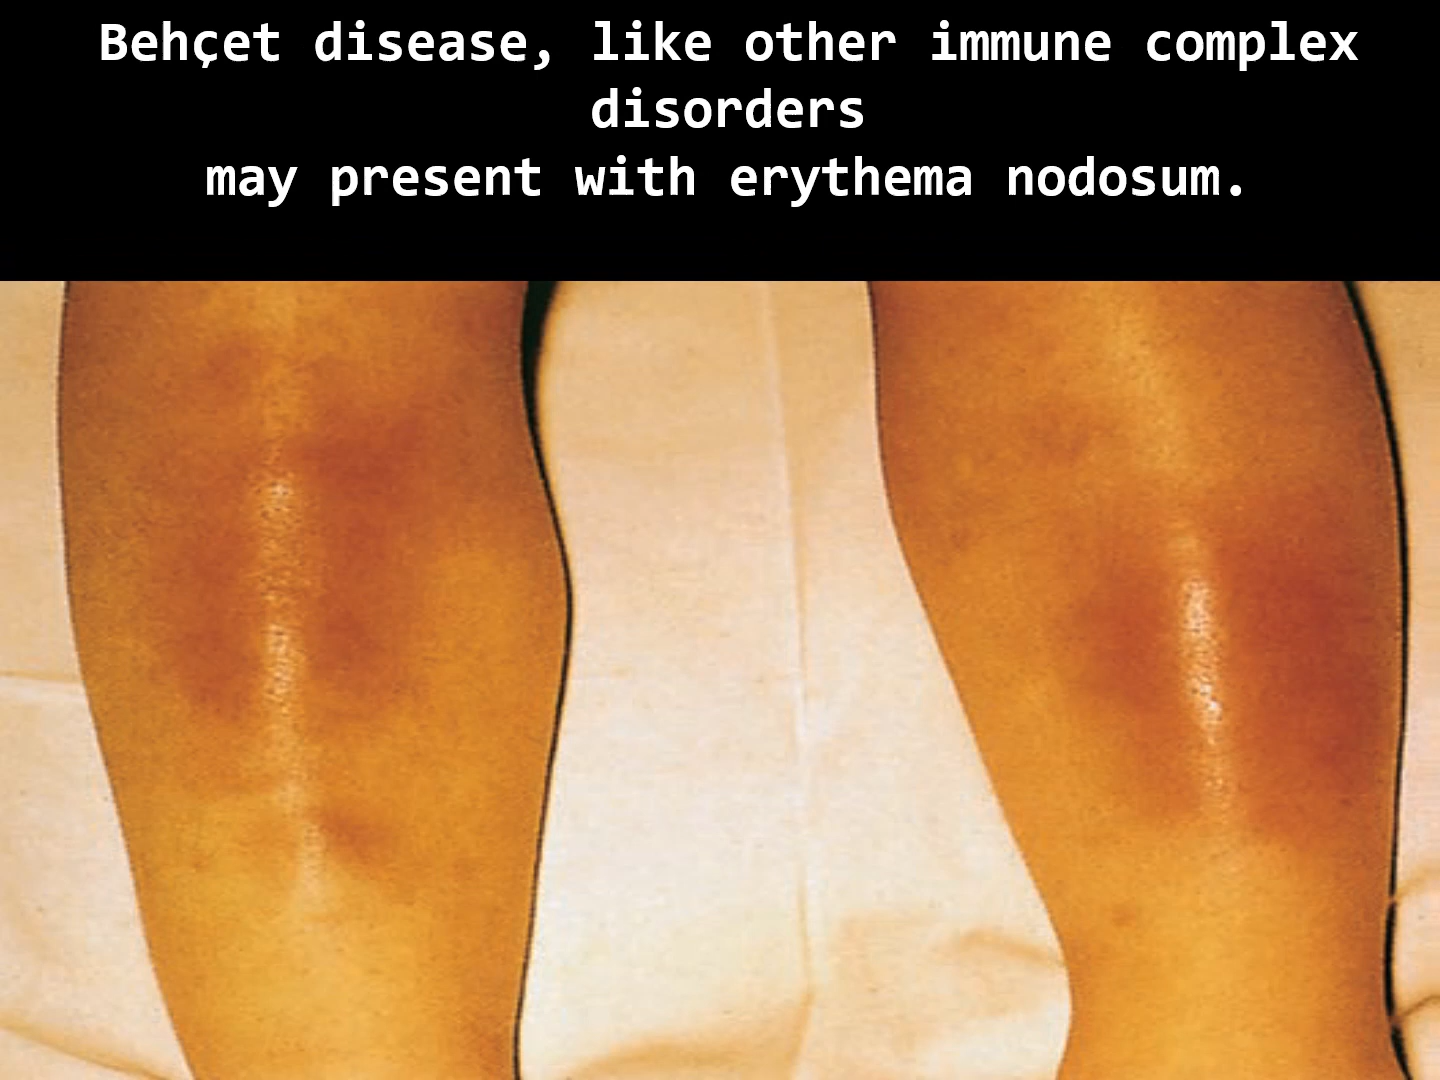 Behçet disease, like other immune complex
disorders
may present with erythema nodosum.